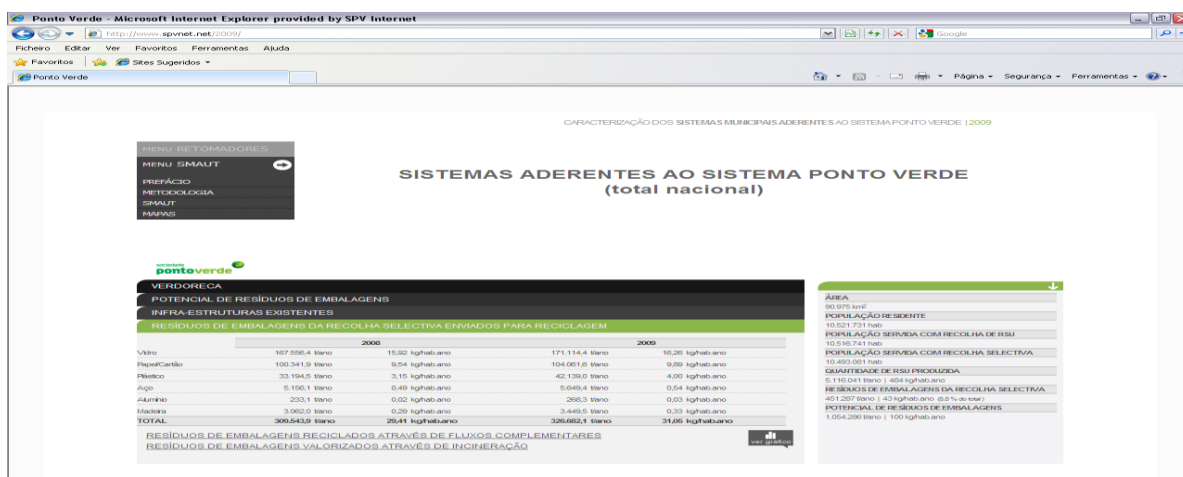 Ponto Verde - Microsoft Internet Explorer provided by SPV Internet
http://www.spvnet.net/2009/
Google
Ficheiro Editar Ver Favoritos Ferramentas Ajuda
Favoritos Sites Sugeridos
Ponto Verde
Página Segurança Ferramentas
CARACTERIZAÇÃO DOS SISTEMAS MUNICIPAIS ADERENTES AO SISTEMA PONTO VERDE | 2009
MENU RETOMADORES
MENU SMAUT
PREFÁCIO
METODOLOGIA
SMAUT
MAPAS
SISTEMAS ADERENTES AO SISTEMA PONTO VERDE
(total nacional)
sociedade
pontoverde
VERDORECA
POTENCIAL DE RESÍDUOS DE EMBALAGENS
INFRA-ESTRUTURAS EXISTENTES
RESÍDUOS DE EMBALAGENS DA RECOLHA SELECTIVA ENVIADOS PARA RECICLAGEM
2008 2009
Vidro 167.556,4 t/ano 15,92 kg/hab.ano 171.114,4 t/ano 16,26 kg/hab.ano
Papel/Cartão 100.341,9 t/ano 9,54 kg/hab.ano 104.061,6 t/ano 9,89 kg/hab.ano
Plástico 33.194,5 t/ano 3,15 kg/hab.ano 42.139,0 t/ano 4,00 kg/hab.ano
Aço 5.156,1 t/ano 0,49 kg/hab.ano 5.649,4 t/ano 0,54 kg/hab.ano
Alumínio 233,1 t/ano 0,02 kg/hab.ano 268,3 t/ano 0,03 kg/hab.ano
Madeira 3.062,0 t/ano 0,29 kg/hab.ano 3.449,5 t/ano 0,33 kg/hab.ano
TOTAL 309.543,9 t/ano 29,41 kg/hab.ano 326.682,1 t/ano 31,05 kg/hab.ano
RESÍDUOS DE EMBALAGENS RECICLADOS ATRAVÉS DE FLUXOS COMPLEMENTARES
RESÍDUOS DE EMBALAGENS VALORIZADOS ATRAVÉS DE INCINERAÇÃO
ver gráfico
ÁREA
90.975 km²
POPULAÇÃO RESIDENTE
10.521.731 hab
POPULAÇÃO SERVIDA COM RECOLHA DE RSU
10.516.741 hab
POPULAÇÃO SERVIDA COM RECOLHA SELECTIVA
10.493.081 hab
QUANTIDADE DE RSU PRODUZIDA
5.116.041 t/ano | 484 kg/hab.ano
RESÍDUOS DE EMBALAGENS DA RECOLHA SELECTIVA
451.287 t/ano | 43 kg/hab.ano (8,8 % do total)
POTENCIAL DE RESÍDUOS DE EMBALAGENS
1.054.286 t/ano | 100 kg/hab.ano